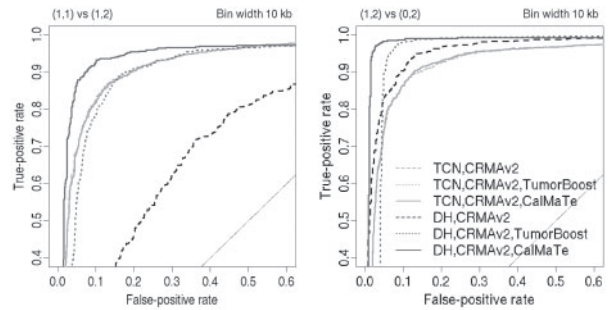 (1,1) vs (1,2) Bin width 10 kb
True-positive rate
1.0
0.9
0.8
0.7
0.6
0.5
0.4
0.0 0.1 0.2 0.3 0.4 0.5 0.6
False-positive rate
(1,2) vs (0,2) Bin width 10 kb
True-positive rate
1.0
0.9
0.8
0.7
0.6
0.5
0.4
TCN,CRMAv2
TCN,CRMAv2,TumorBoost
TCN,CRMAv2,CalMaTe
DH,CRMAv2
DH,CRMAv2,TumorBoost
DH,CRMAv2,CalMaTe
0.0 0.1 0.2 0.3 0.4 0.5 0.6
False-positive rate